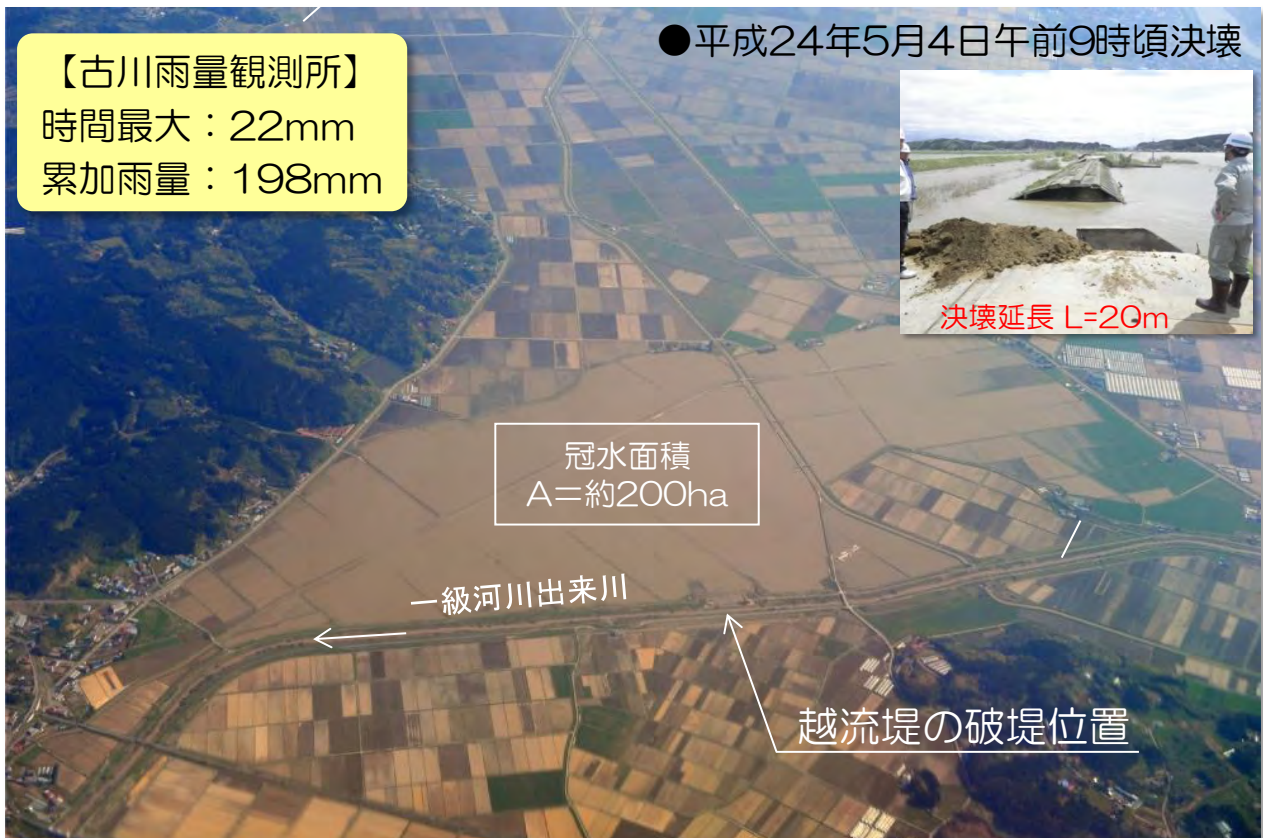 ●平成24年5月4日午前9時頃決壊
【古川雨量観測所】
時間最大：22mm
累加雨量：198mm
決壊延長 L=20m
冠水面積
A＝約200ha
一級河川出来川
越流堤の破堤位置